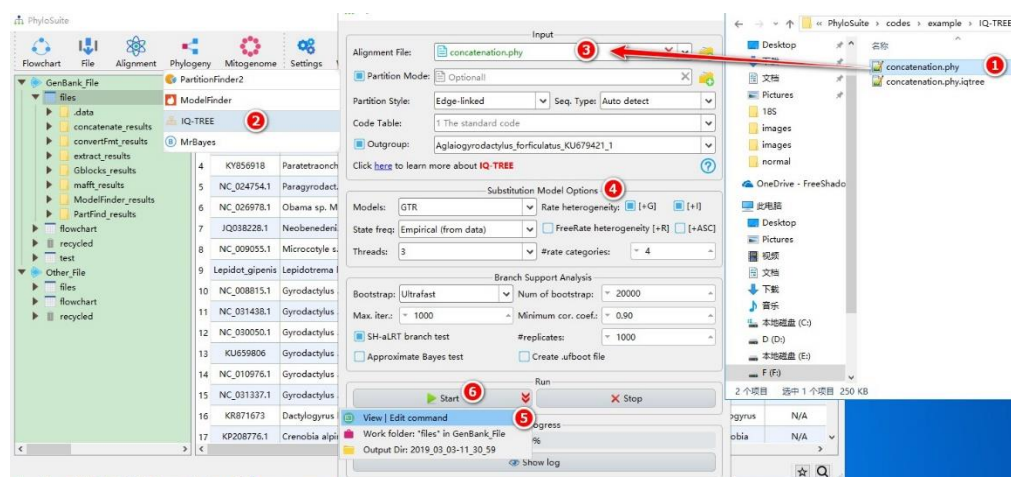 PhyloSuite
Flowchart File Alignment Phylogeny Mitogenome Settings
GenBank_File
files
.data
concatenate_results
convertFmt_results
extract_results
Gblocks_results
mafft_results
ModelFinder_results
PartFind_results
flowchart
recycled
test
Other_File
files
flowchart
recycled
PartitionFinder2
ModelFinder
IQ-TREE 2
MrBayes
4 KY856918 Paratetraonch
5 NC_024754.1 Paragyrodact
6 NC_026978.1 Obama sp. M
7 JQ038228.1 Neobenedeni
8 NC_009055.1 Microcotyle s
9 Lepidot_gipenis Lepidotrema
10 NC_008815.1 Gyrodactylus
11 NC_031438.1 Gyrodactylus
12 NC_030050.1 Gyrodactylus
13 KU659806 Gyrodactylus
14 NC_010976.1 Gyrodactylus
15 NC_031337.1 Gyrodactylus
16 KR871673 Dactylogyrus
17 KP208776.1 Crenobia alpi
Input
Alignment File: concatenation.phy 3
Partition Mode: Optionall
Partition Style: Edge-linked Seq. Type: Auto detect
Code Table: 1 The standard code
Outgroup: Aglaiogyrodactylus_forficulatus_KU679421_1
Click here to learn more about IQ-TREE
Substitution Model Options 4
Models: GTR Rate heterogeneity: [+G] [+I]
State freq: Empirical (from data) FreeRate heterogeneity [+R] [+ASC]
Threads: 3 #rate categories: 4
Branch Support Analysis
Bootstrap: Ultrafast Num of bootstrap: 20000
Max. iter.: 1000 Minimum cor. coef.: 0.90
SH-aLRT branch test #replicates: 1000
Approximate Bayes test Create .ufboot file
Run
Start 6 Stop
View | Edit command 5
Work folder: "files" in GenBank_File
Output Dir: 2019_03_03-11_30_59
ogress
%
Show log
ogyrus N/A
obia N/A
« PhyloSuite › codes › example › IQ-TREE
Desktop
文档
Pictures
18S
images
images
normal
OneDrive - FreeShado
此电脑
Desktop
Pictures
视频
文档
下载
音乐
本地磁盘 (C:)
D (D:)
本地磁盘 (E:)
F (F:)
名称
concatenation.phy 1
concatenation.phy.iqtree
2 个项目 选中 1 个项目 250 KB